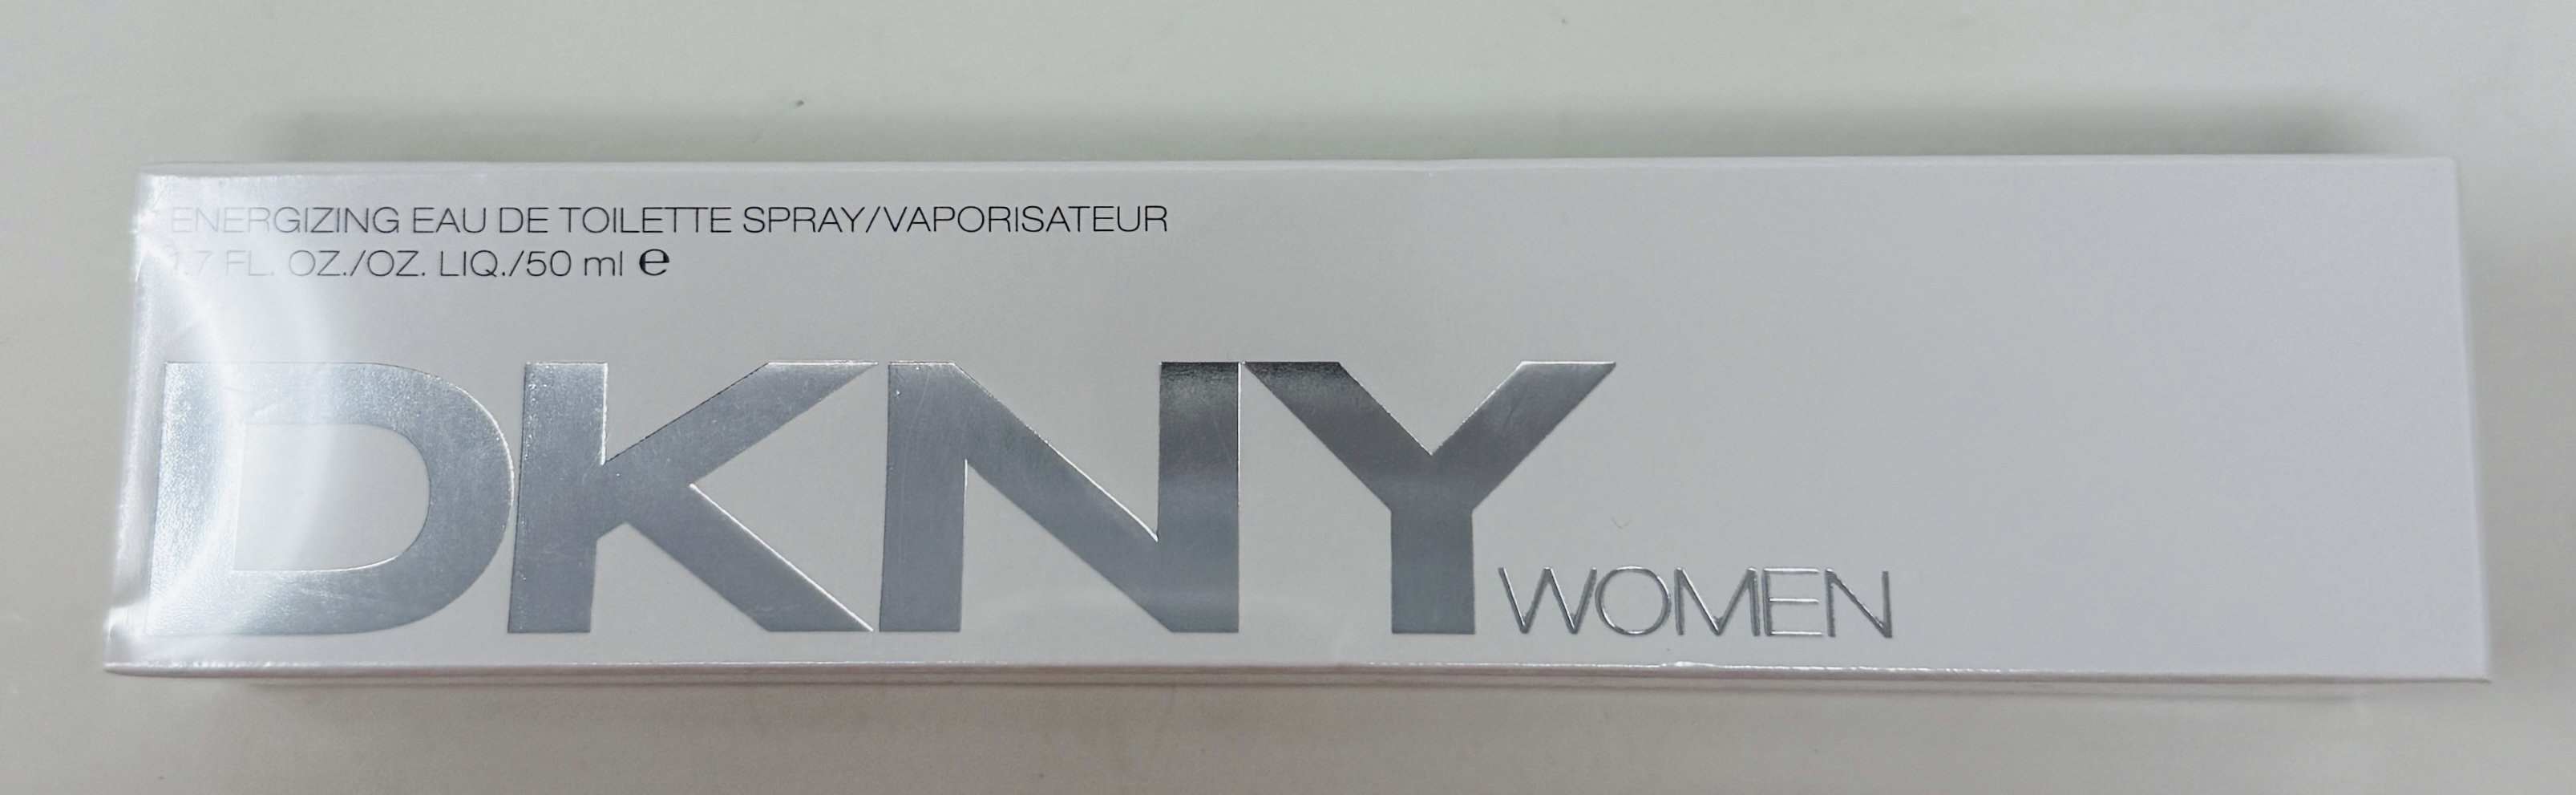 ENERGIZING EAU DE TOILETTE SPRAY/VAPORISATEUR
1.7 FL. OZ./OZ. LIQ./50 ml ℮
DKNY WOMEN